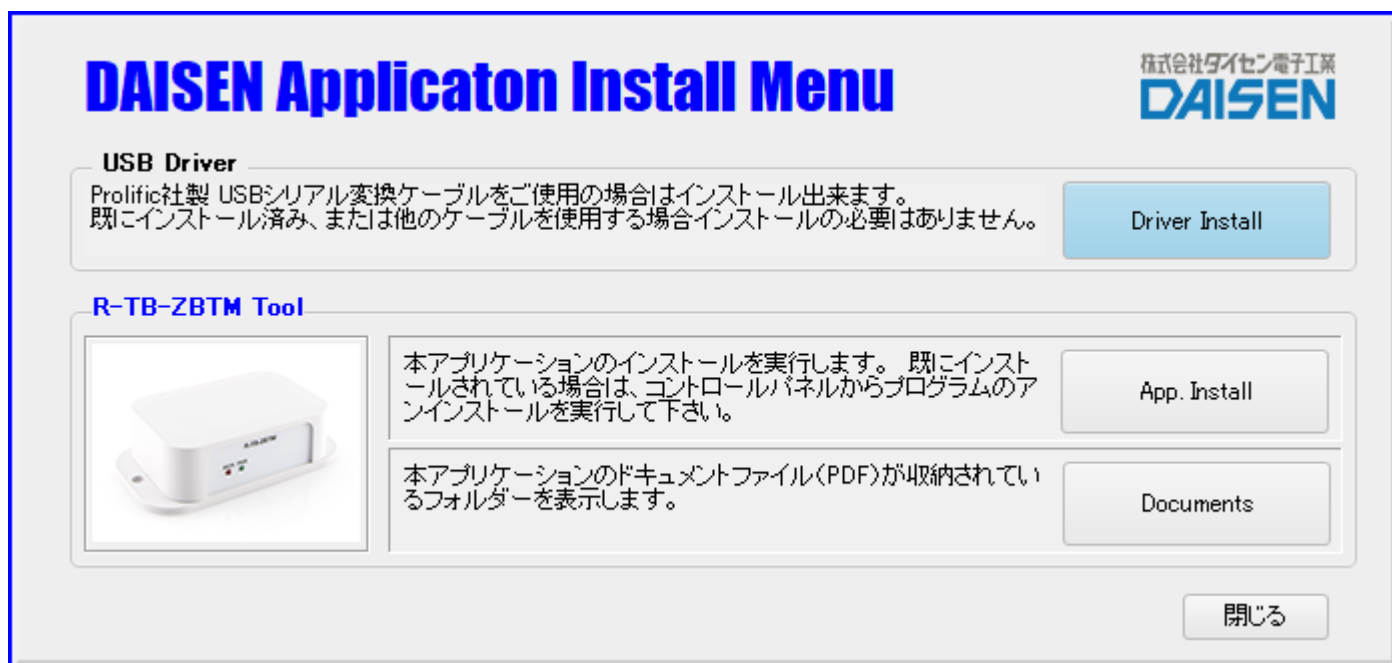 DAISEN Applicaton Install Menu
株式会社ダイセン電子工業
DAISEN
USB Driver
Prolific社製 USBシリアル変換ケーブルをご使用の場合はインストール出来ます。
既にインストール済み、または他のケーブルを使用する場合インストールの必要はありません。
Driver Install
R-TB-ZBTM Tool
本アプリケーションのインストールを実行します。 既にインスト
ールされている場合は、コントロールパネルからプログラムのア
ンインストールを実行して下さい。
App. Install
本アプリケーションのドキュメントファイル(PDF)が収納されてい
るフォルダーを表示します。
Documents
閉じる